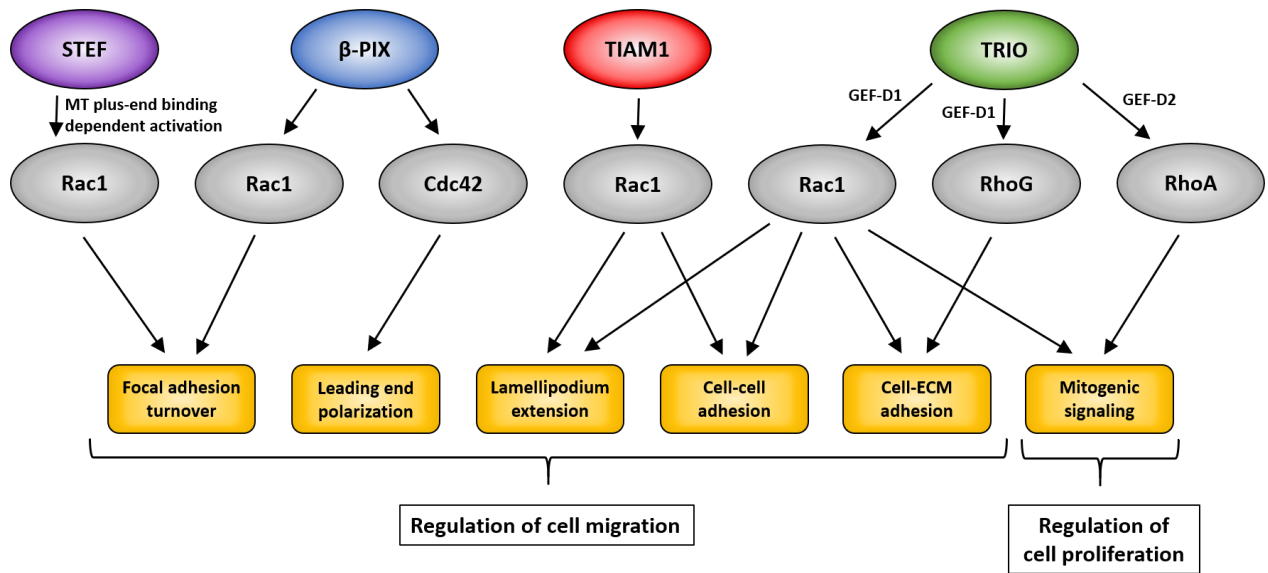 STEF
β-PIX
TIAM1
TRIO
MT plus-end binding
dependent activation
GEF-D1
GEF-D1
GEF-D2
Rac1
Rac1
Cdc42
Rac1
Rac1
RhoG
RhoA
Focal adhesion
turnover
Leading end
polarization
Lamellipodium
extension
Cell-cell
adhesion
Cell-ECM
adhesion
Mitogenic
signaling
Regulation of cell migration
Regulation of
cell proliferation